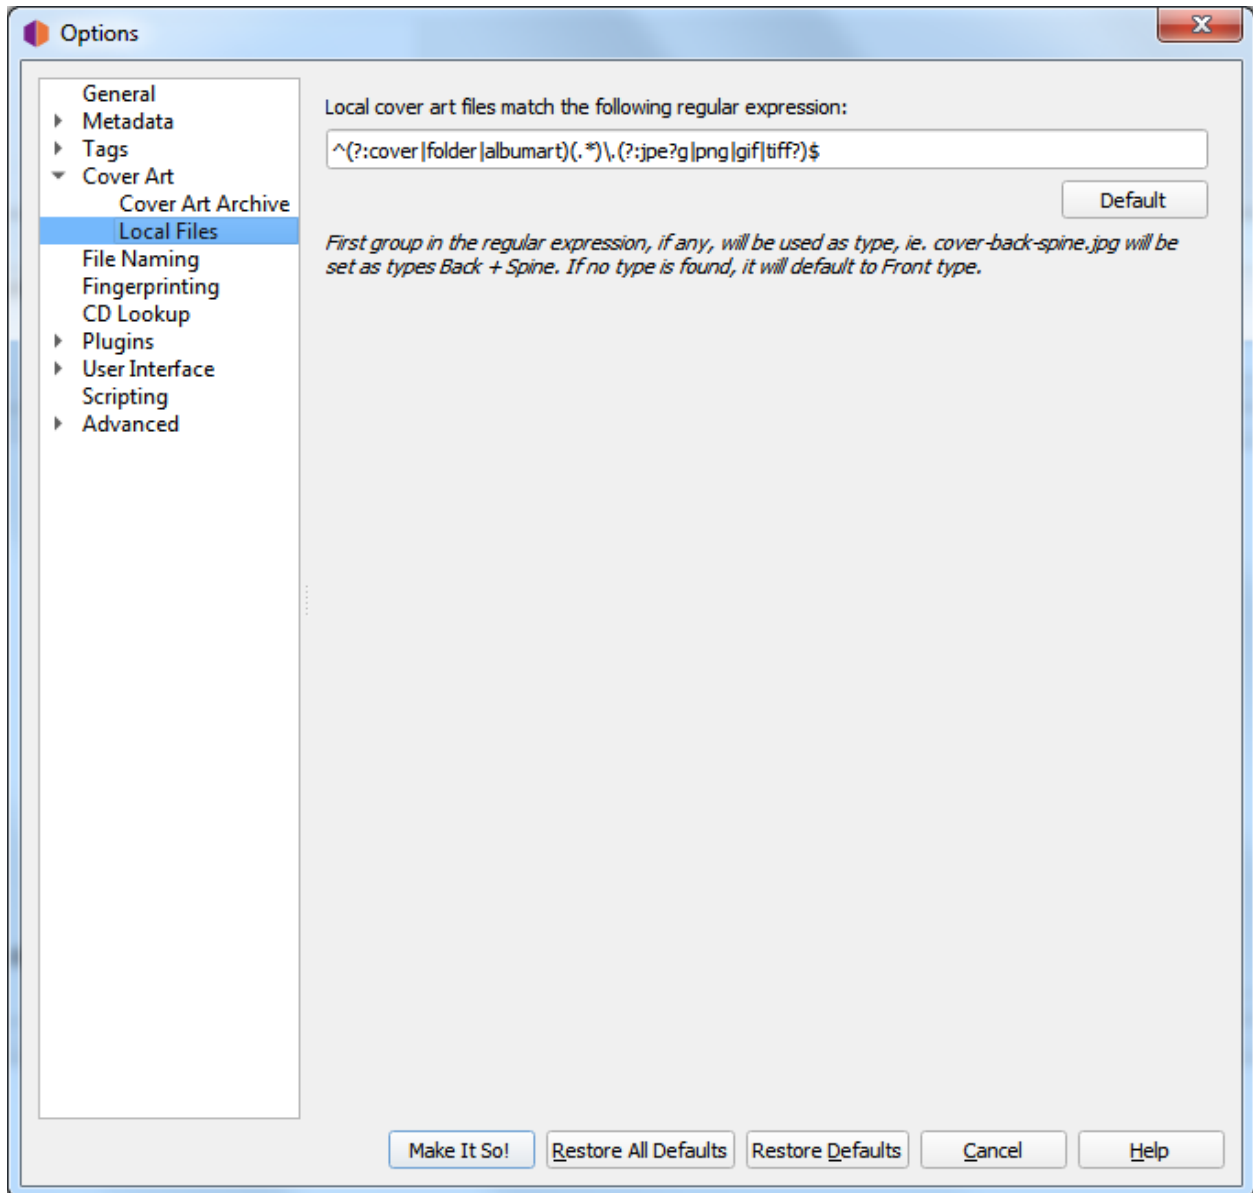 Options
General
Metadata
Tags
Cover Art
Cover Art Archive
Local Files
File Naming
Fingerprinting
CD Lookup
Plugins
User Interface
Scripting
Advanced
Local cover art files match the following regular expression:
^(?:cover|folder|albumart)(.*)\.(?:jpe?g|png|gif|tiff?)$
Default
First group in the regular expression, if any, will be used as type, ie. cover-back-spine.jpg will be
set as types Back + Spine. If no type is found, it will default to Front type.
Make It So!
Restore All Defaults
Restore Defaults
Cancel
Help